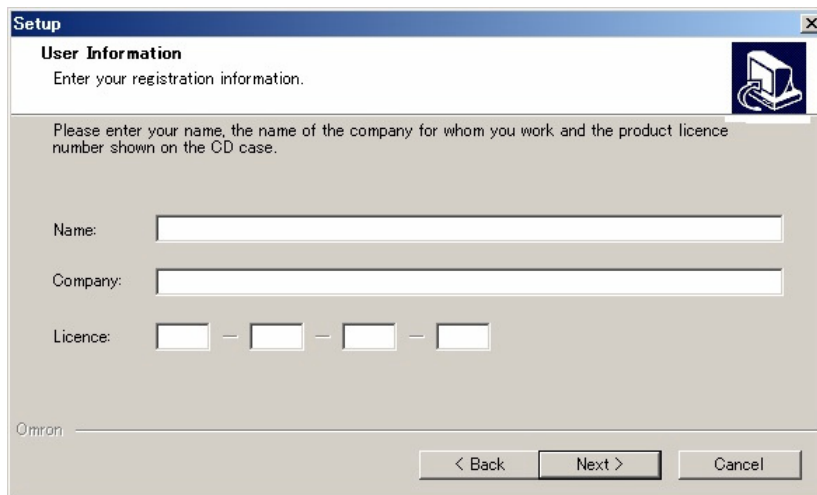 Setup
User Information
Enter your registration information.
Please enter your name, the name of the company for whom you work and the product licence
number shown on the CD case.
Name:
Company:
Licence: — — —
Omron
< Back Next > Cancel